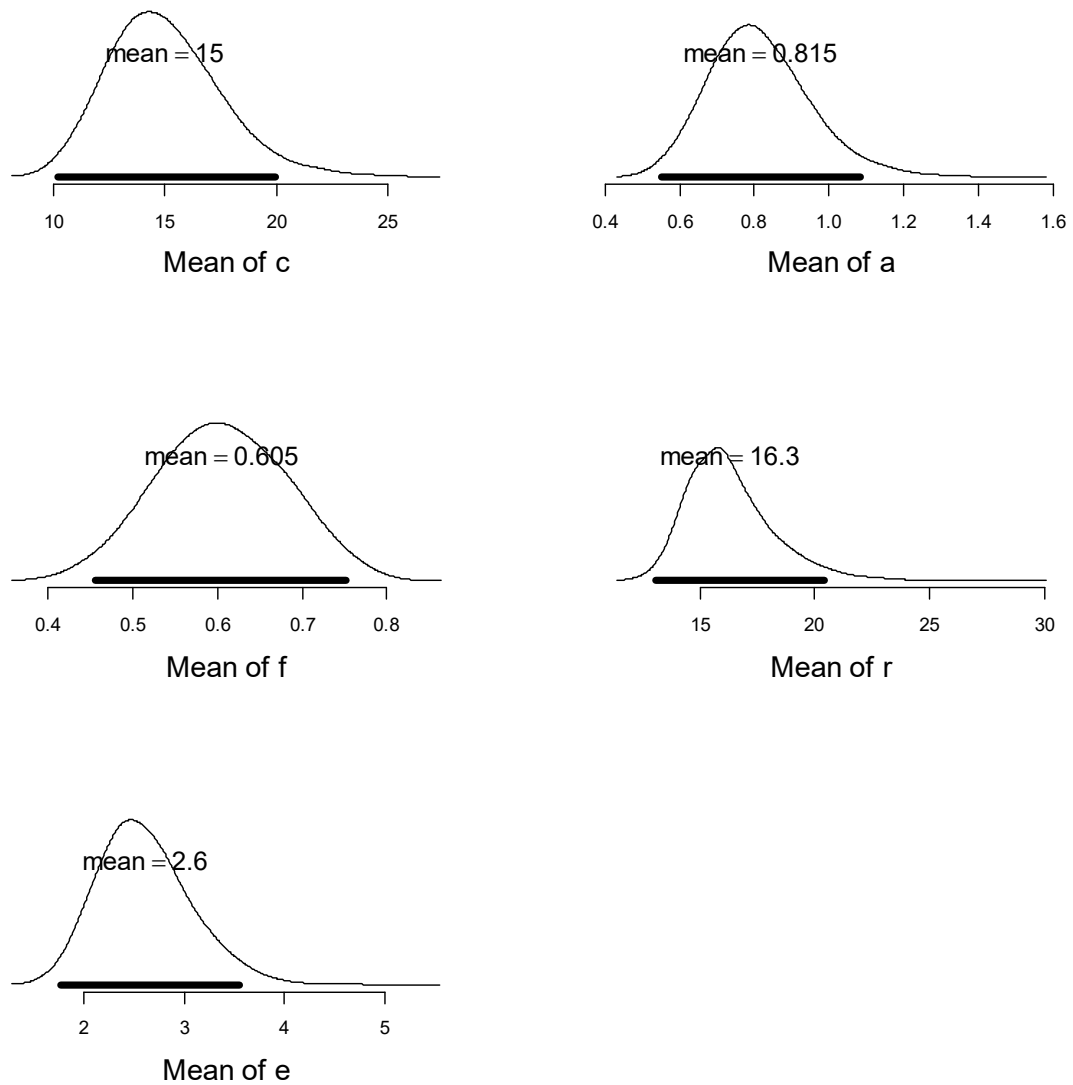 mean = 15
10 15 20 25
Mean of c
mean = 0.815
0.4 0.6 0.8 1.0 1.2 1.4 1.6
Mean of a
mean = 0.605
0.4 0.5 0.6 0.7 0.8
Mean of f
mean = 16.3
15 20 25 30
Mean of r
mean = 2.6
2 3 4 5
Mean of e